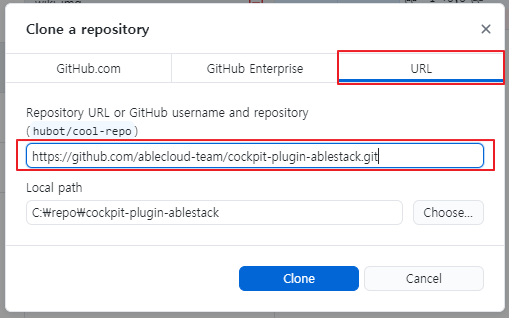 Clone a repository
GitHub.com
GitHub Enterprise
URL
Repository URL or GitHub username and repository
(hubot/cool-repo)
https://github.com/ablecloud-team/cockpit-plugin-ablestack.git
Local path
C:₩repo₩cockpit-plugin-ablestack
Choose...
Clone
Cancel